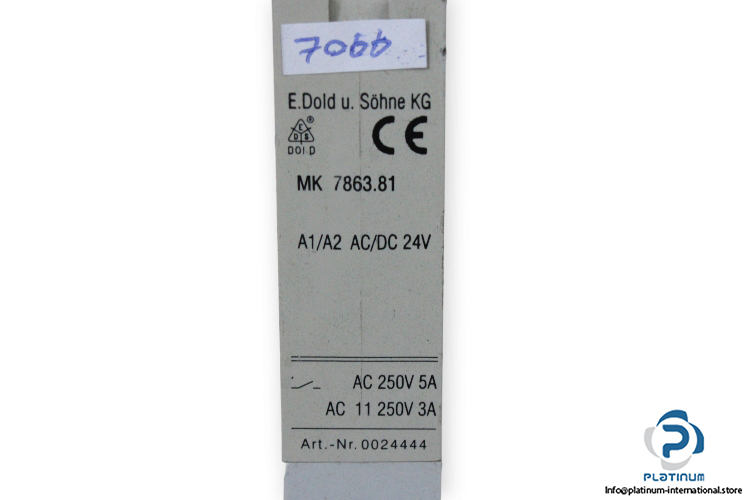 7066
E.Dold u. Söhne KG
E
D S
®
DOLD
CE
MK 7863.81
A1/A2 AC/DC 24V
AC 250V 5A
AC 11 250V 3A
Art.-Nr. 0024444
PLATINUM
Info@platinum-international.store